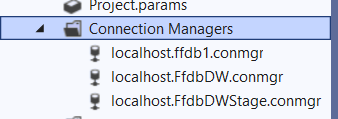 Project.params
Connection Managers
localhost.ffdb1.conmgr
localhost.FfdbDW.conmgr
localhost.FfdbDWStage.conmgr